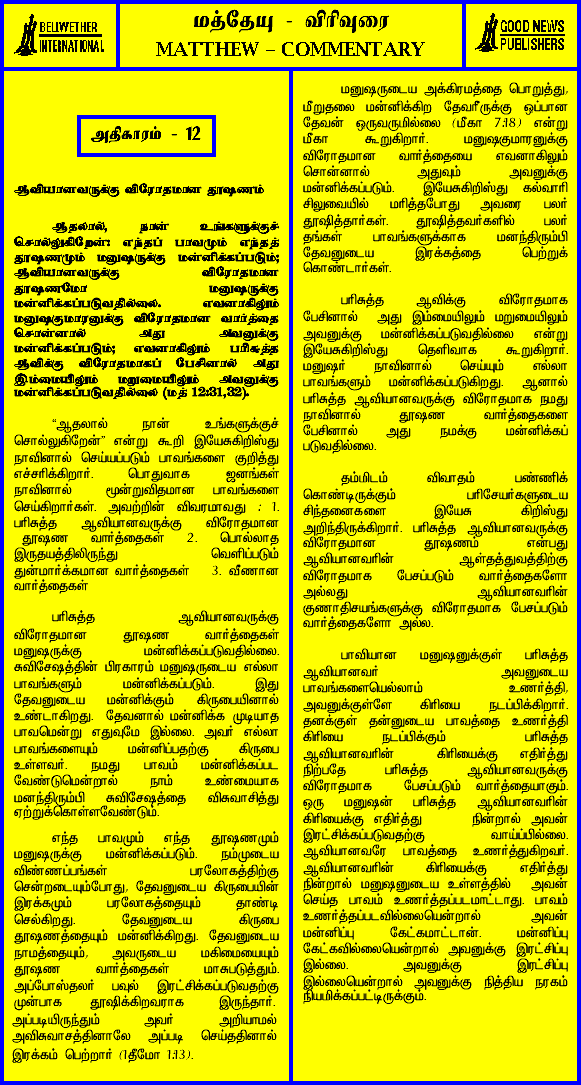 BELIWETHER
INTERNATIONAL
மத்தேயு - விரிவுரை
MATTHEW – COMMENTARY
GOOD NEWS
PUBLISHERS
அதிகாரம் - 12
ஆவியானவருக்கு விரோதமான தூஷணம்
ஆதலால், நான் உங்களுக்குச்
சொல்லுகிறேன்: எந்தப் பாவமும் எந்தத்
தூஷணமும் மனுஷருக்கு மன்னிக்கப்படும்;
ஆவியானவருக்கு விரோதமான
தூஷணமோ மனுஷருக்கு
மன்னிக்கப்படுவதில்லை. எவனாகிலும்
மனுஷகுமாரனுக்கு விரோதமான வார்த்தை
சொன்னால் அது அவனுக்கு
மன்னிக்கப்படும்; எவனாகிலும் பரிசுத்த
ஆவிக்கு விரோதமாகப் பேசினால் அது
இம்மையிலும் மறுமையிலும் அவனுக்கு
மன்னிக்கப்படுவதில்லை (மத் 12:31,32).
“ஆதலால் நான் உங்களுக்குச்
சொல்லுகிறேன்” என்று கூறி இயேசுகிறிஸ்து
நாவினால் செய்யப்படும் பாவங்களை குறித்து
எச்சரிக்கிறார். பொதுவாக ஜனங்கள்
நாவினால் மூன்றுவிதமான பாவங்களை
செய்கிறார்கள். அவற்றின் விவரமாவது : 1.
பரிசுத்த ஆவியானவருக்கு விரோதமான
தூஷண வார்த்தைகள் 2. பொல்லாத
இருதயத்திலிருந்து வெளிப்படும்
துன்மார்க்கமான வார்த்தைகள் 3. வீணான
வார்த்தைகள்
பரிசுத்த ஆவியானவருக்கு
விரோதமான தூஷண வார்த்தைகள்
மனுஷருக்கு மன்னிக்கப்படுவதில்லை.
சுவிசேஷத்தின் பிரகாரம் மனுஷருடைய எல்லா
பாவங்களும் மன்னிக்கப்படும். இது
தேவனுடைய மன்னிக்கும் கிருபையினால்
உண்டாகிறது. தேவனால் மன்னிக்க முடியாத
பாவமென்று எதுவுமே இல்லை. அவர் எல்லா
பாவங்களையும் மன்னிப்பதற்கு கிருபை
உள்ளவர். நமது பாவம் மன்னிக்கப்பட
வேண்டுமென்றால் நாம் உண்மையாக
மனந்திரும்பி சுவிசேஷத்தை விசுவாசித்து
ஏற்றுக்கொள்ளவேண்டும்.
எந்த பாவமும் எந்த தூஷணமும்
மனுஷருக்கு மன்னிக்கப்படும். நம்முடைய
விண்ணப்பங்கள் பரலோகத்திற்கு
சென்றடையும்போது, தேவனுடைய கிருபையின்
இரக்கமும் பரலோகத்தையும் தாண்டி
செல்கிறது. தேவனுடைய கிருபை
தூஷணத்தையும் மன்னிக்கிறது. தேவனுடைய
நாமத்தையும், அவருடைய மகிமையையும்
தூஷண வார்த்தைகள் மாசுபடுத்தும்.
அப்போஸ்தலர் பவுல் இரட்சிக்கப்படுவதற்கு
முன்பாக தூஷிக்கிறவராக இருந்தார்.
அப்படியிருந்தும் அவர் அறியாமல்
அவிசுவாசத்தினாலே அப்படி செய்ததினால்
இரக்கம் பெற்றார் (1தீமோ 1:13).
மனுஷருடைய அக்கிரமத்தை பொறுத்து,
மீறுதலை மன்னிக்கிற தேவரீருக்கு ஒப்பான
தேவன் ஒருவருமில்லை (மீகா 7:18) என்று
மீகா கூறுகிறார். மனுஷகுமாரனுக்கு
விரோதமான வார்த்தையை எவனாகிலும்
சொன்னால் அதுவும் அவனுக்கு
மன்னிக்கப்படும். இயேசுகிறிஸ்து கல்வாரி
சிலுவையில் மரித்தபோது அவரை பலர்
தூஷித்தார்கள். தூஷித்தவர்களில் பலர்
தங்கள் பாவங்களுக்காக மனந்திரும்பி
தேவனுடைய இரக்கத்தை பெற்றுக்
கொண்டார்கள்.
பரிசுத்த ஆவிக்கு விரோதமாக
பேசினால் அது இம்மையிலும் மறுமையிலும்
அவனுக்கு மன்னிக்கப்படுவதில்லை என்று
இயேசுகிறிஸ்து தெளிவாக கூறுகிறார்.
மனுஷர் நாவினால் செய்யும் எல்லா
பாவங்களும் மன்னிக்கப்படுகிறது. ஆனால்
பரிசுத்த ஆவியானவருக்கு விரோதமாக நமது
நாவினால் தூஷண வார்த்தைகளை
பேசினால் அது நமக்கு மன்னிக்கப்
படுவதில்லை.
தம்மிடம் விவாதம் பண்ணிக்
கொண்டிருக்கும் பரிசேயர்களுடைய
சிந்தனைகளை இயேசு கிறிஸ்து
அறிந்திருக்கிறார். பரிசுத்த ஆவியானவருக்கு
விரோதமான தூஷணம் என்பது
ஆவியானவரின் ஆள்தத்துவத்திற்கு
விரோதமாக பேசப்படும் வார்த்தைகளோ
அல்லது ஆவியானவரின்
குணாதிசயங்களுக்கு விரோதமாக பேசப்படும்
வார்த்தைகளோ அல்ல.
பாவியான மனுஷனுக்குள் பரிசுத்த
ஆவியானவர் அவனுடைய
பாவங்களையெல்லாம் உணர்த்தி,
அவனுக்குள்ளே கிரியை நடப்பிக்கிறார்.
தனக்குள் தன்னுடைய பாவத்தை உணர்த்தி
கிரியை நடப்பிக்கும் பரிசுத்த
ஆவியானவரின் கிரியைக்கு எதிர்த்து
நிற்பதே பரிசுத்த ஆவியானவருக்கு
விரோதமாக பேசப்படும் வார்த்தையாகும்.
ஒரு மனுஷன் பரிசுத்த ஆவியானவரின்
கிரியைக்கு எதிர்த்து நின்றால் அவன்
இரட்சிக்கப்படுவதற்கு வாய்ப்பில்லை.
ஆவியானவரே பாவத்தை உணர்த்துகிறவர்.
ஆவியானவரின் கிரியைக்கு எதிர்த்து
நின்றால் மனுஷனுடைய உள்ளத்தில் அவன்
செய்த பாவம் உணர்த்தப்படமாட்டாது. பாவம்
உணர்த்தப்படவில்லையென்றால் அவன்
மன்னிப்பு கேட்கமாட்டான். மன்னிப்பு
கேட்கவில்லையென்றால் அவனுக்கு இரட்சிப்பு
இல்லை. அவனுக்கு இரட்சிப்பு
இல்லையென்றால் அவனுக்கு நித்திய நரகம்
நியமிக்கப்பட்டிருக்கும்.